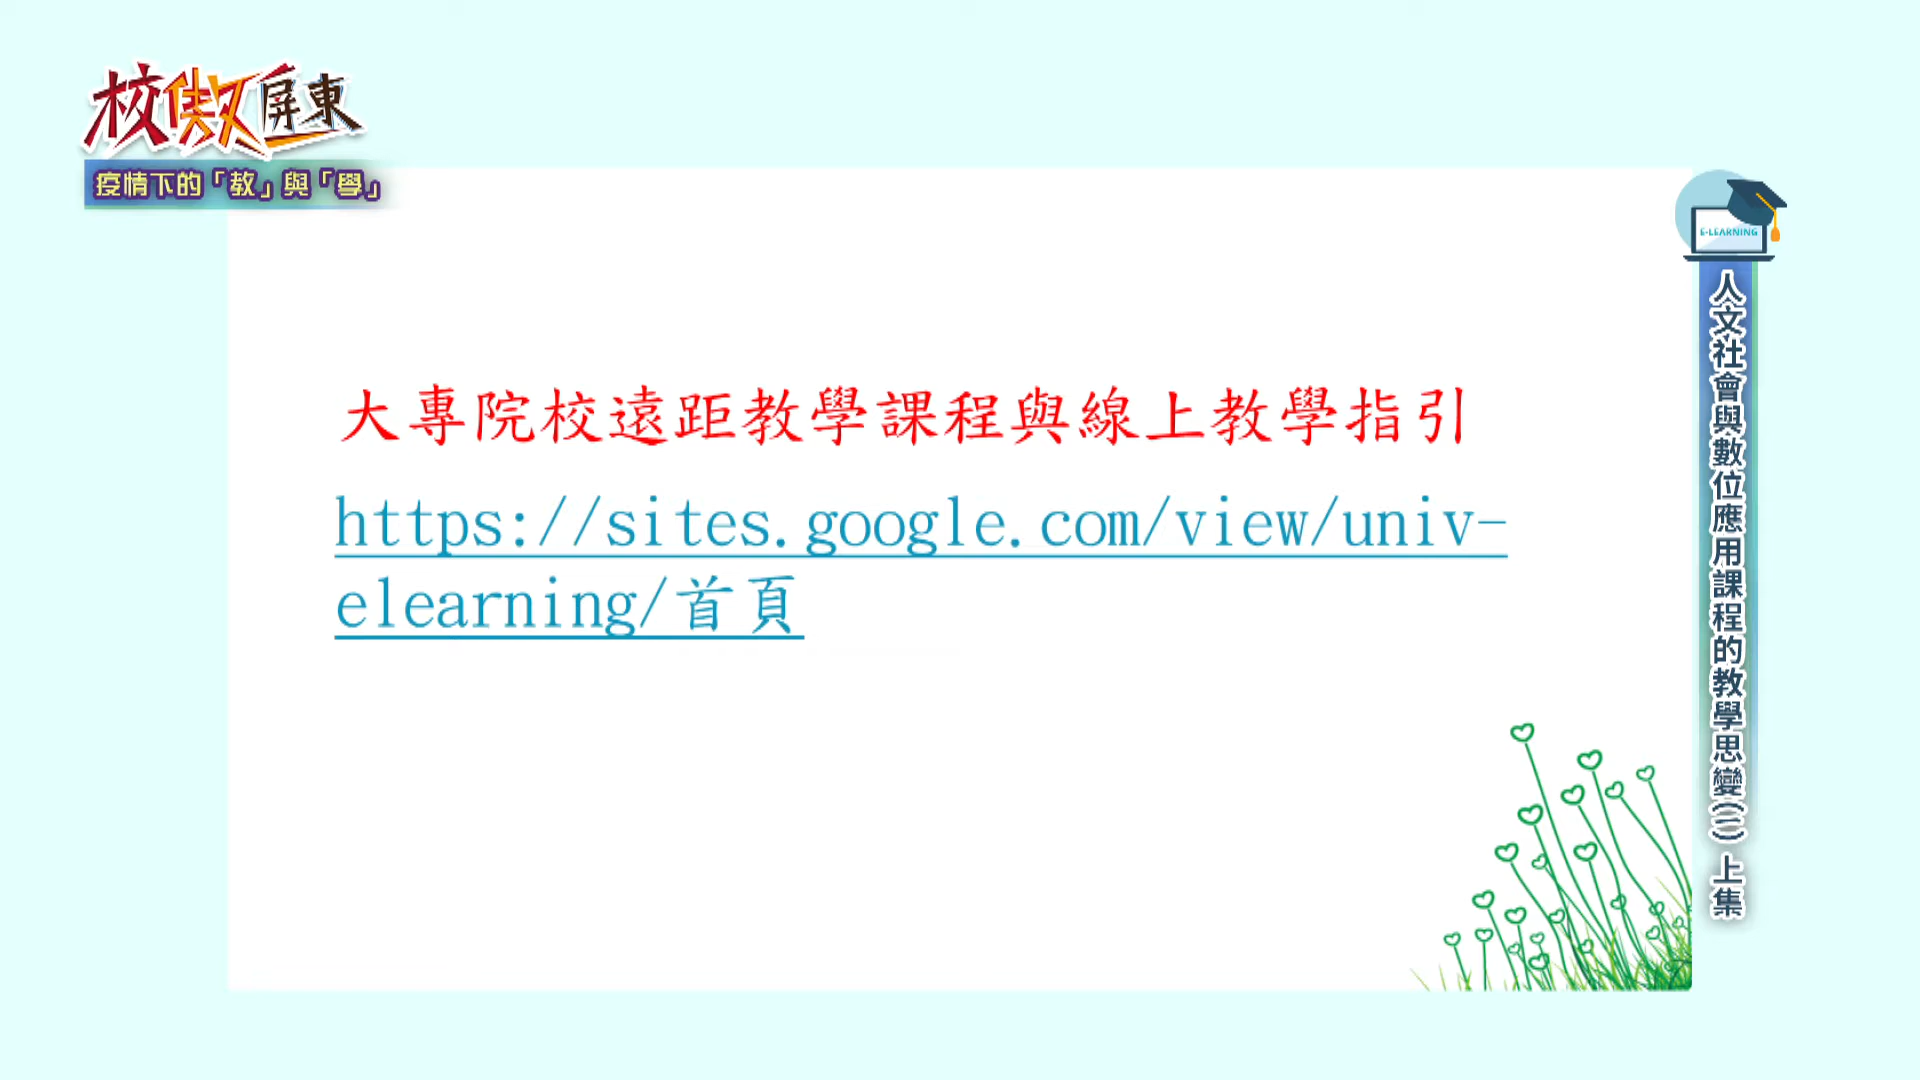 校傲屏東
疫情下的「教」與「學」
E-LEARNING
大專院校遠距教學課程與線上教學指引
https://sites.google.com/view/univ-
elearning/首頁
人文社會與數位應用課程的教學思變(二)上集